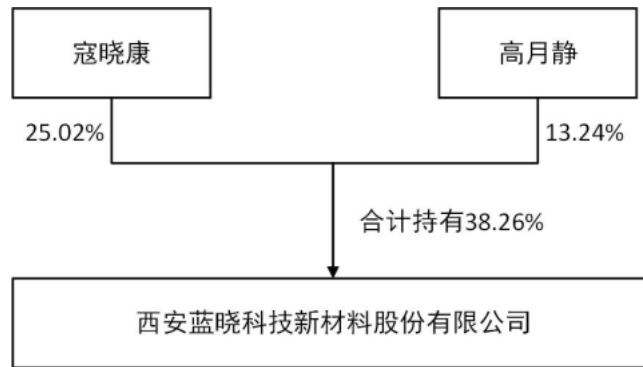 寇晓康
高月静
25.02%
13.24%
合计持有38.26%
西安蓝晓科技新材料股份有限公司